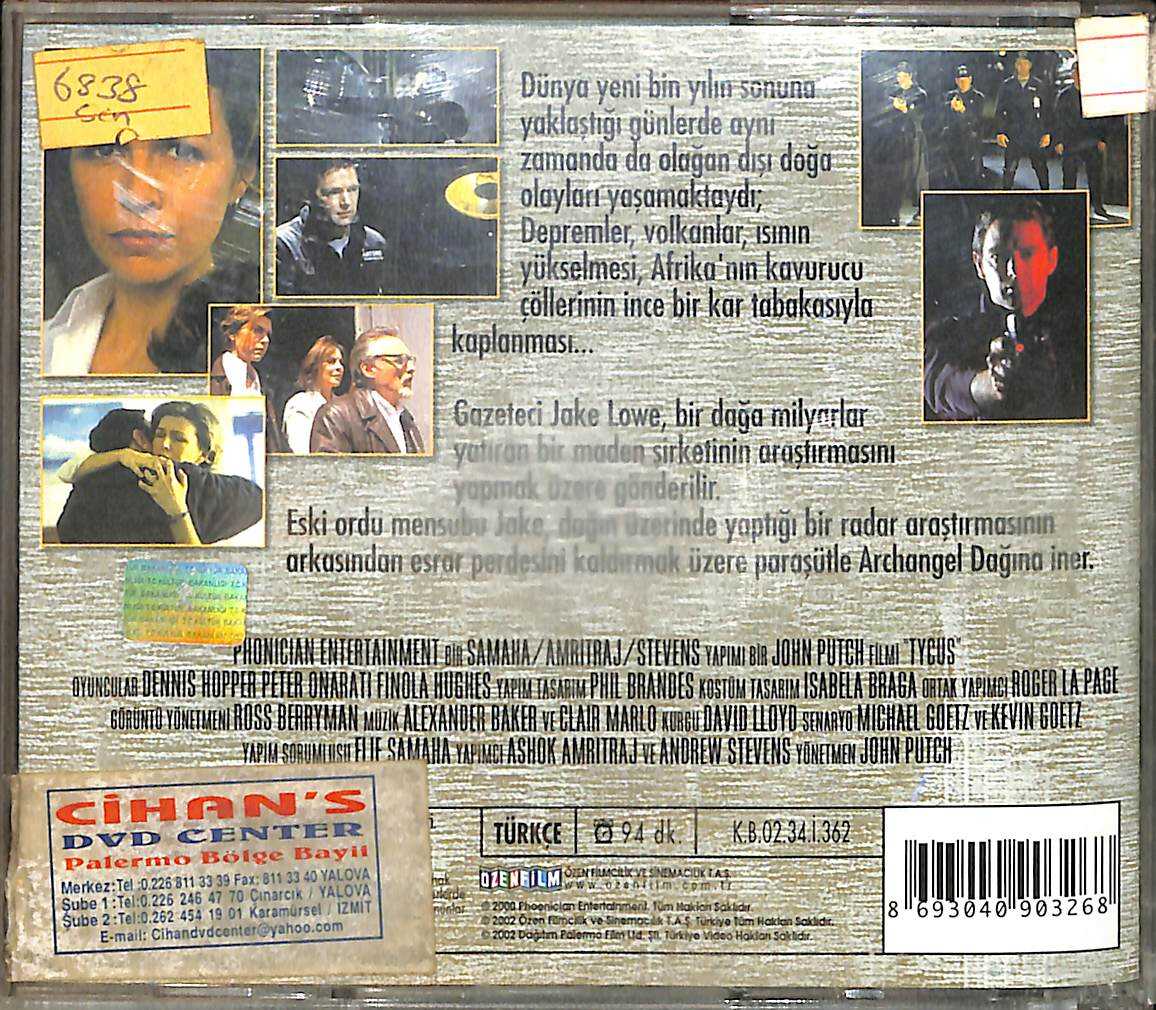 6838
Dünya yeni bin yılın sonuna
yaklaştığı günlerde aynı
zamanda da olağan dışı doğa
olayları yaşamaktaydı;
Depremler, volkanlar, ısının
yükselmesi, Afrika'nın kavurucu
çöllerinin ince bir kar tabakasıyla
kaplanması...
Gazeteci Jake Lowe, bir dağa milyarlar
yatıran bir maden şirketinin araştırmasını
yapmak üzere gönderilir.
Eski ordu mensubu Jake, dağın üzerinde yaptığı bir radar araştırmasının
arkasından esrar perdesini kaldırmak üzere paraşütle Archangel Dağına iner.
PHONICIAN ENTERTAINMENT BİR SAMAHA/AMRITRAJ/STEVENS YAPIMI BİR JOHN PUTCH FİLMİ "TYCUS"
OYUNCULAR DENNIS HOPPER PETER ONARATI FINOLA HUGHES YAPIM TASARIM PHIL BRANDES KOSTÜM TASARIM ISABELA BRAGA ORTAK YAPIMCI ROGER LA PAGE
GÖRÜNTÜ YÖNETMENİ ROSS BERRYMAN MÜZİK ALEXANDER BAKER VE CLAIR MARLO KURGU DAVID LLOYD SENARYO MICHAEL GOETZ VE KEVIN GOETZ
YAPIM SORUMLUSU ELIE SAMAHA YAPIMCI ASHOK AMRITRAJ VE ANDREW STEVENS YÖNETMEN JOHN PUTCH
CİHAN'S
DVD CENTER
Palermo Bölge Bayii
Merkez:Tel :0.226 811 33 39 Fax: 811 33 40 YALOVA
Şube 1 :Tel:0.226 246 47 70 Çınarcık / YALOVA
Şube 2 :Tel:0.262 454 19 01 Karamürsel / İZMİT
E-mail: Cihandvdcenter@yahoo.com
TÜRKÇE 94 dk. K.B.02.34.İ.362
ÖZENFİLM ÖZEN FİLMCİLİK VE SİNEMACILIK T.A.Ş.
www.ozenfilm.com.tr
© 2000 Phoenician Entertainment. Tüm Hakları Saklıdır.
© 2002 Özen Filmcilik ve Sinemacılık T.A.Ş. Türkiye Tüm Hakları Saklıdır.
© 2002 Dağıtım Palermo Film Ltd. Şti. Türkiye Video Hakları Saklıdır.
8 693040 903268